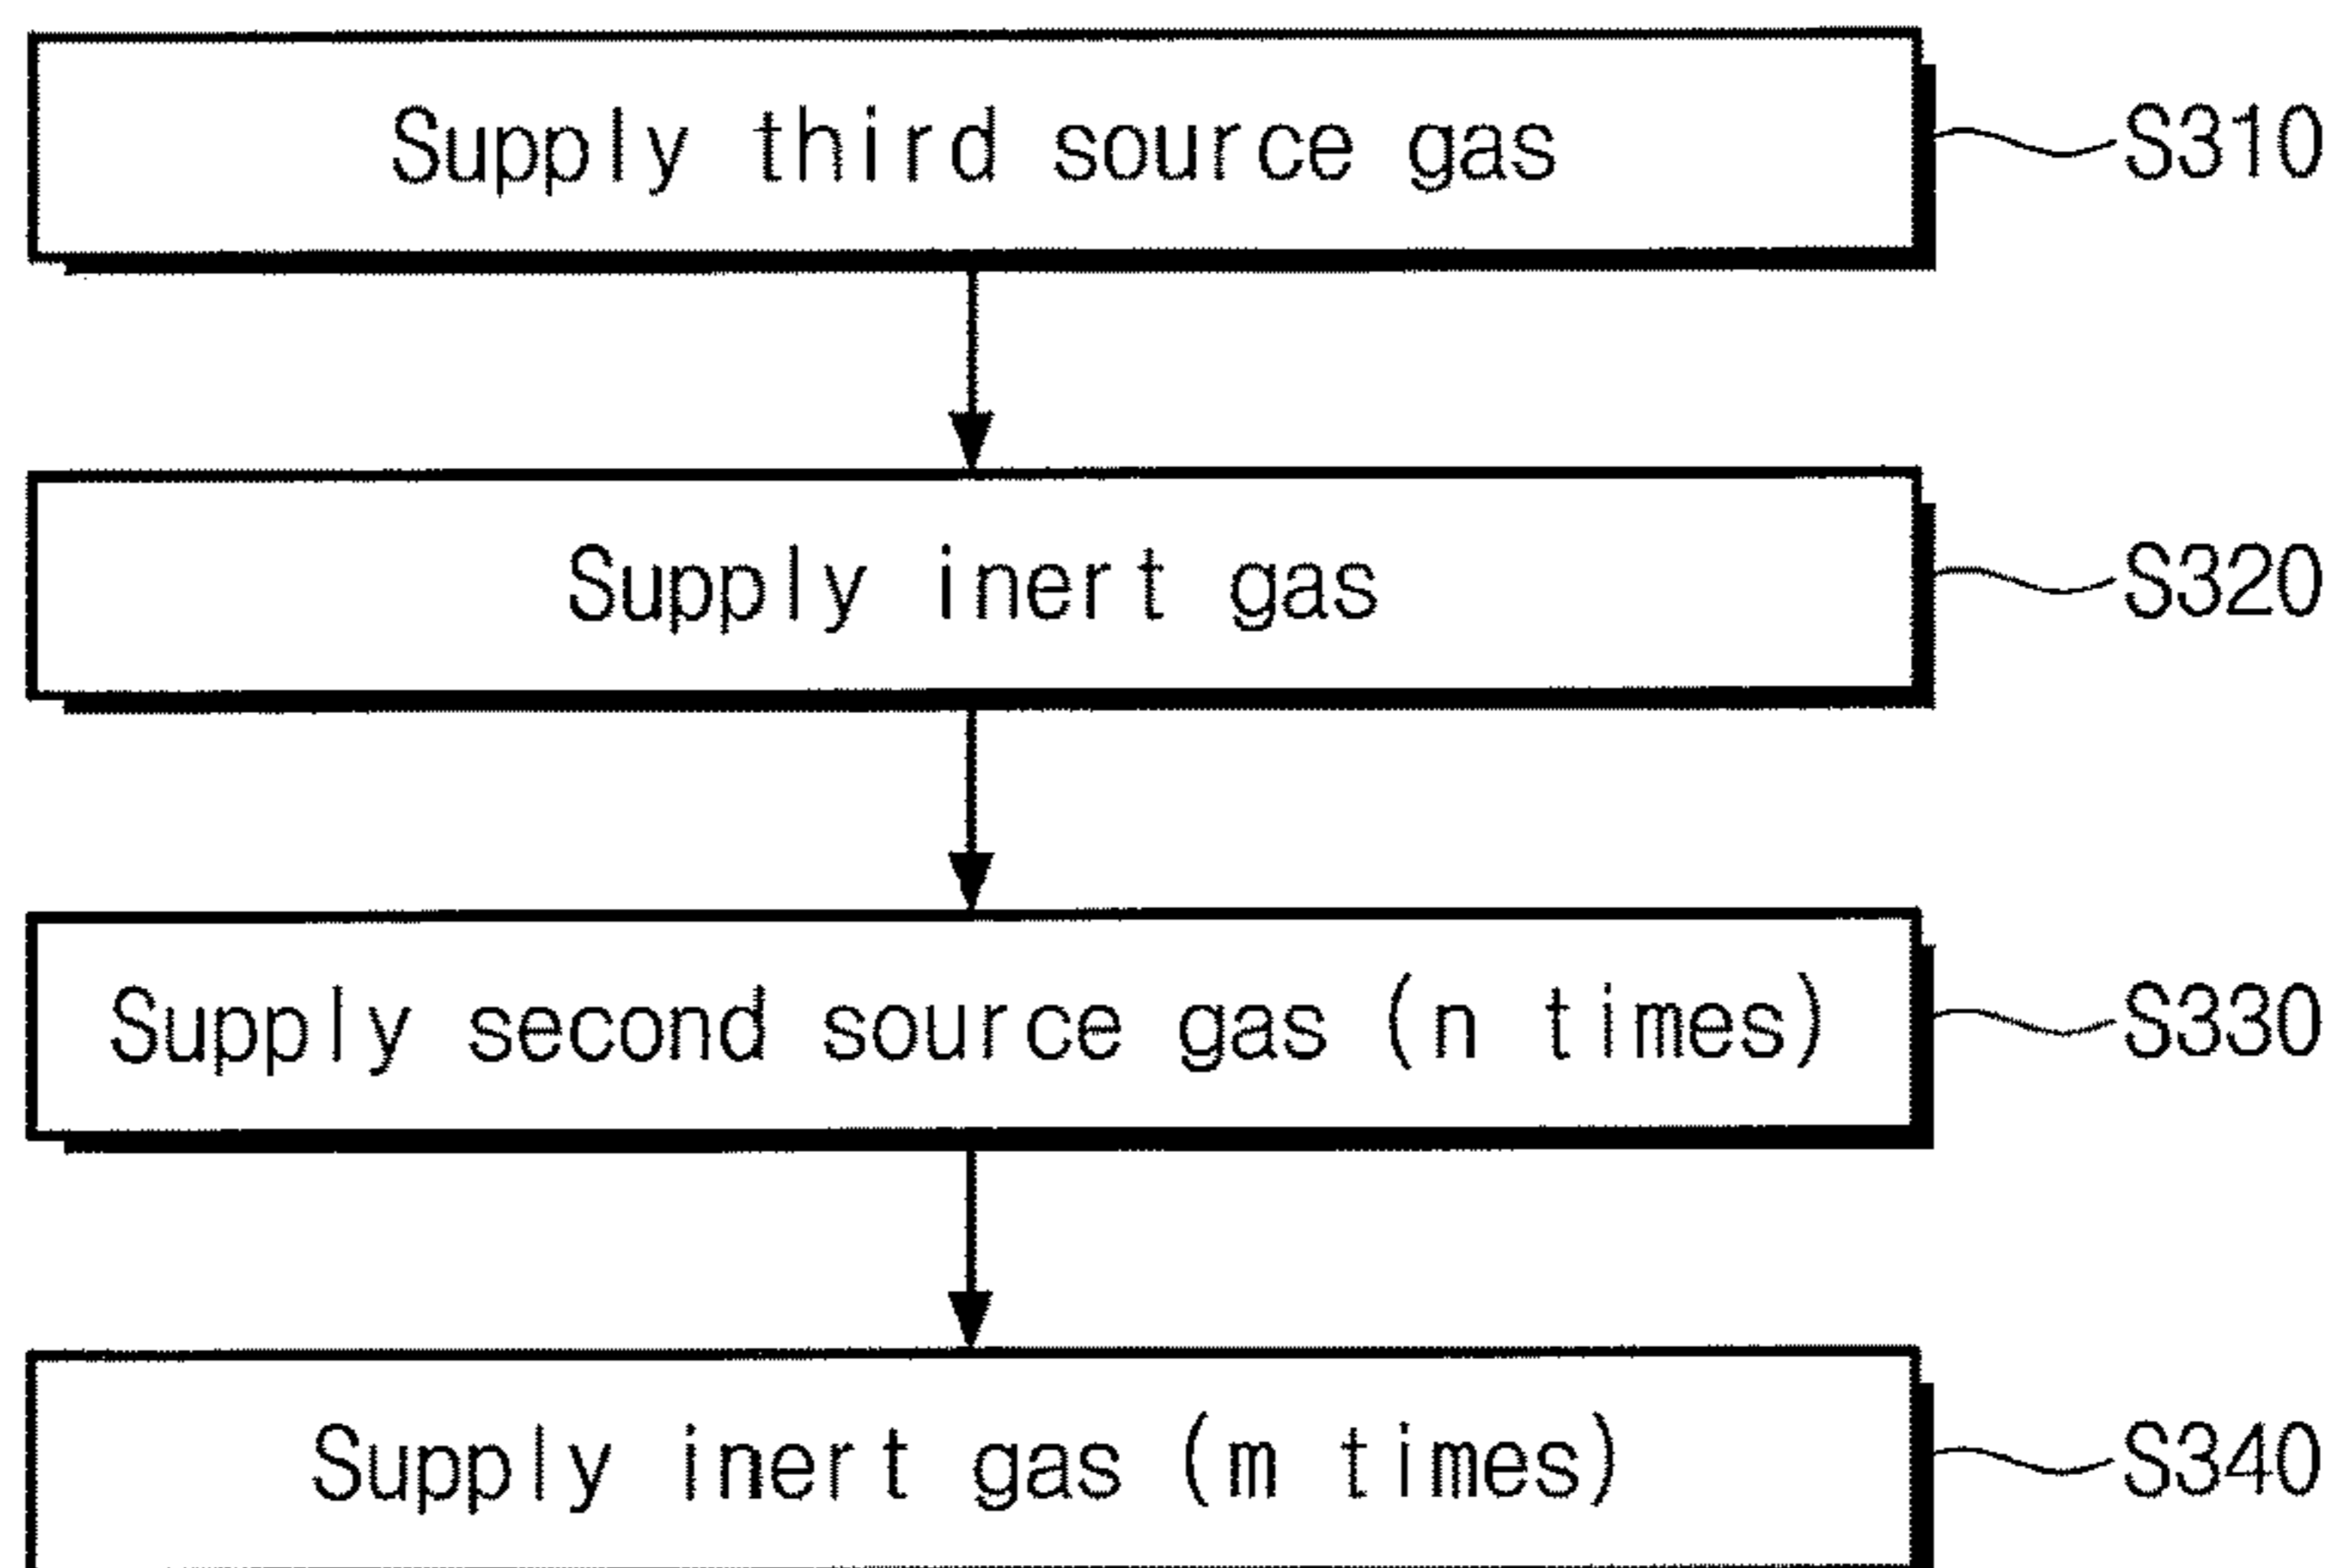 Supply third source gas S310
Supply inert gas S320
Supply second source gas (n times) S330
Supply inert gas (m times) S340